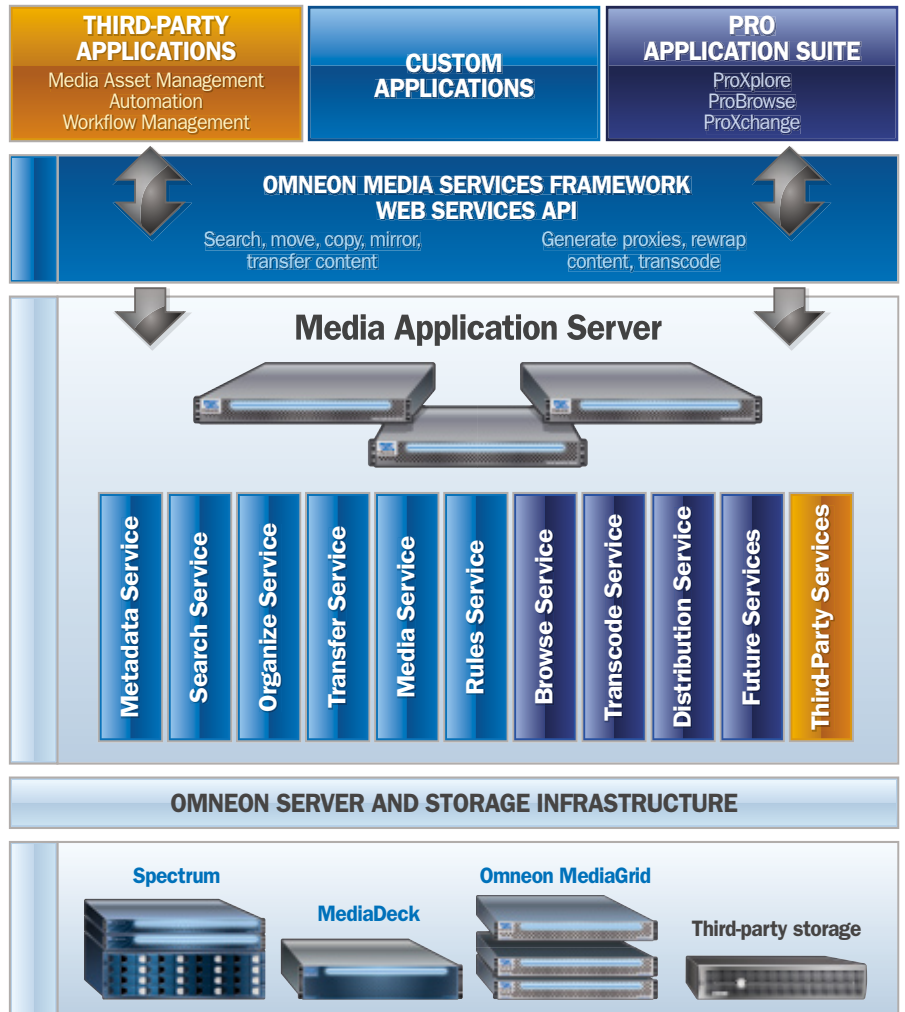 THIRD-PARTY
APPLICATIONS
Media Asset Management
Automation
Workflow Management
CUSTOM
APPLICATIONS
PRO
APPLICATION SUITE
ProXplore
ProBrowse
ProXchange
OMNEON MEDIA SERVICES FRAMEWORK
WEB SERVICES API
Search, move, copy, mirror,
transfer content
Generate proxies, rewrap
content, transcode
Media Application Server
Metadata Service
Search Service
Organize Service
Transfer Service
Media Service
Rules Service
Browse Service
Transcode Service
Distribution Service
Future Services
Third-Party Services
OMNEON SERVER AND STORAGE INFRASTRUCTURE
Spectrum
MediaDeck
Omneon MediaGrid
Third-party storage